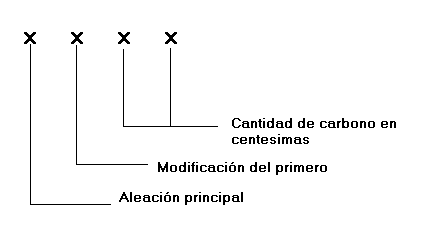 X X X X
Cantidad de carbono en
centesimas
Modificación del primero
Aleación principal